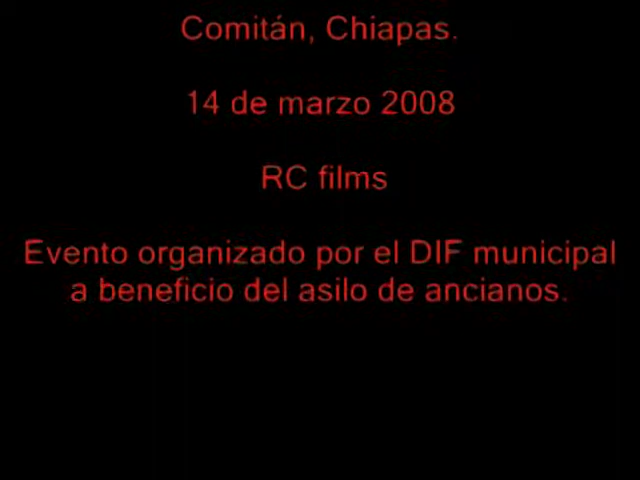 Comitán, Chiapas.
14 de marzo 2008
RC films
Evento organizado por el DIF municipal
a beneficio del asilo de ancianos.